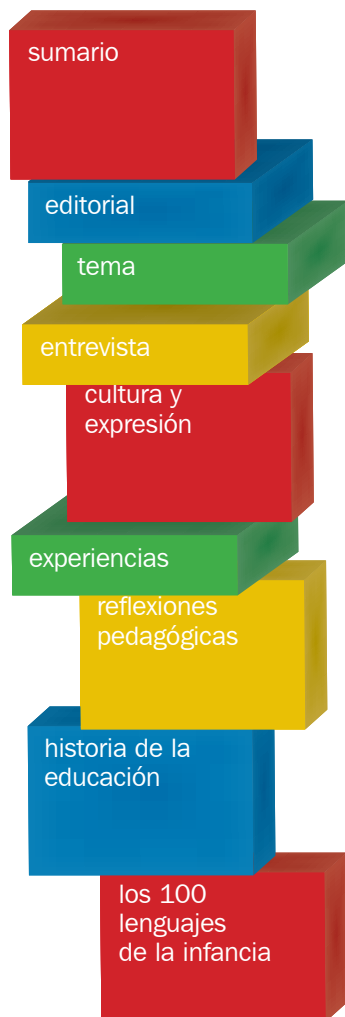 sumario
editorial
tema
entrevista
cultura y
expresión
experiencias
reflexiones
pedagógicas
historia de la
educación
los 100
lenguajes
de la infancia